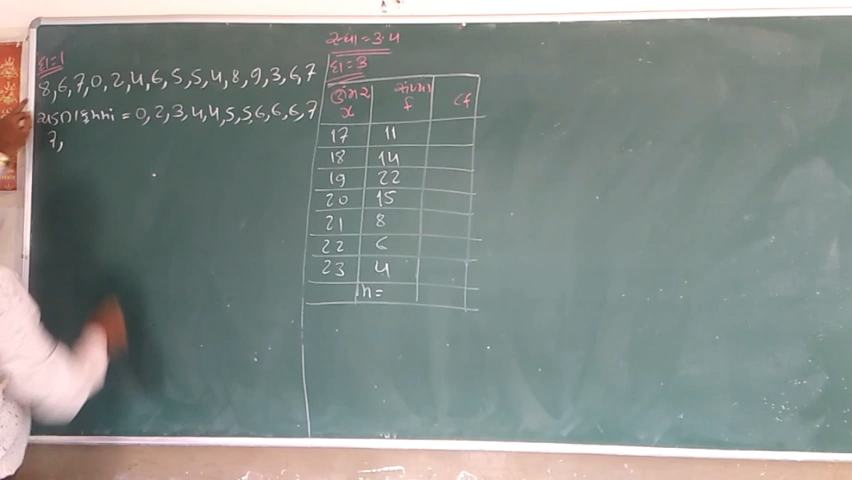 દા=1
8,6,7,0,2,4,6,5,5,4,8,9,3,6,7
ચડતા ક્રમમાં = 0,2,3,4,4,5,5,6,6,6,7
7,
સ્વા = 3.4
દા=3
ઉંમર સંખ્યા
x f cf
17 11
18 14
19 22
20 15
21 8
22 6
23 4
n=